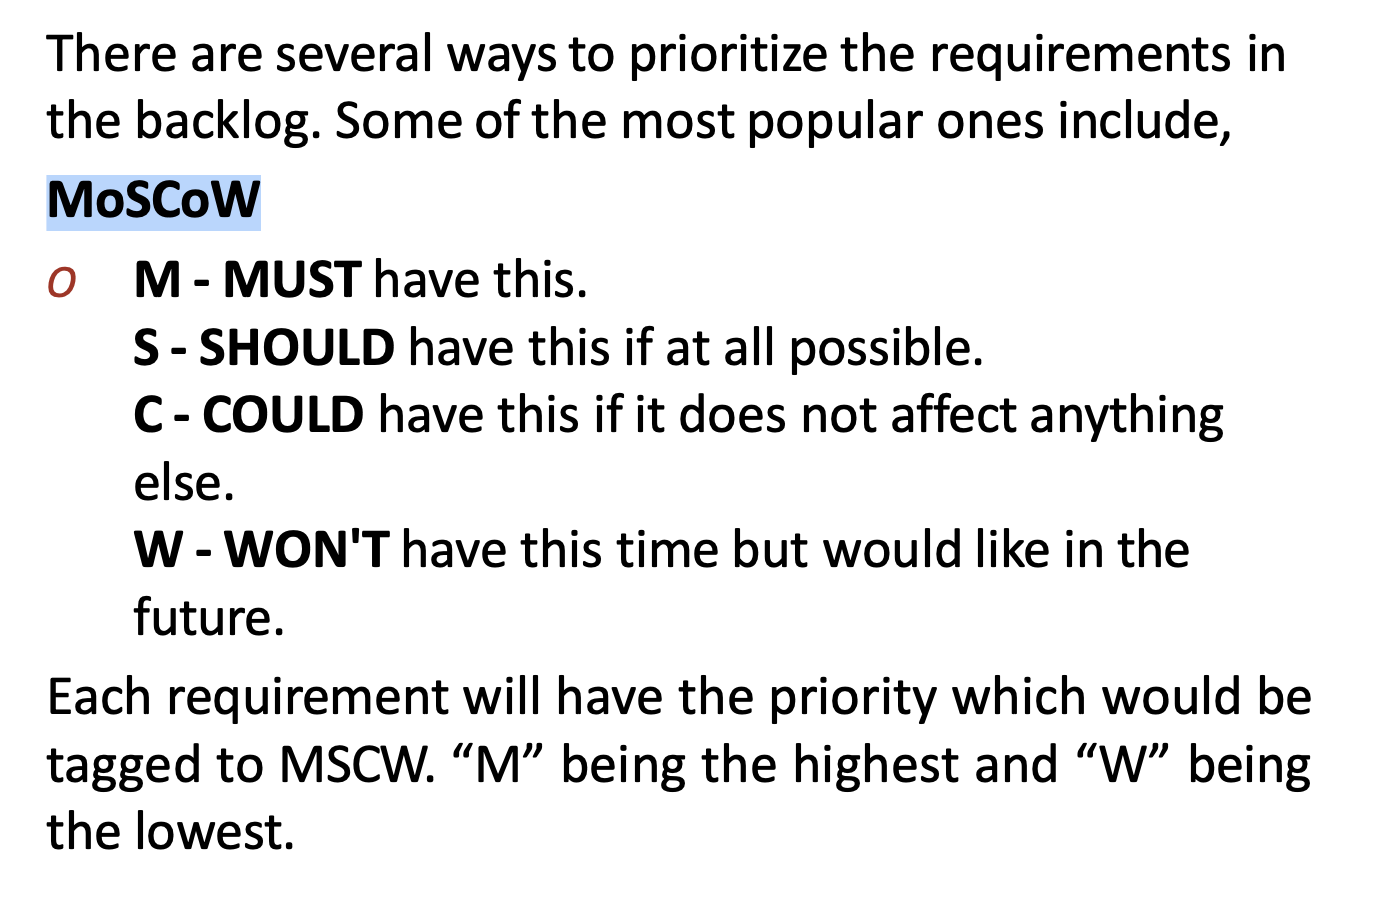 There are several ways to prioritize the requirements in
the backlog. Some of the most popular ones include,
MoSCoW
o M - MUST have this.
S - SHOULD have this if at all possible.
C - COULD have this if it does not affect anything
else.
W - WON'T have this time but would like in the
future.
Each requirement will have the priority which would be
tagged to MSCW. “M” being the highest and “W” being
the lowest.